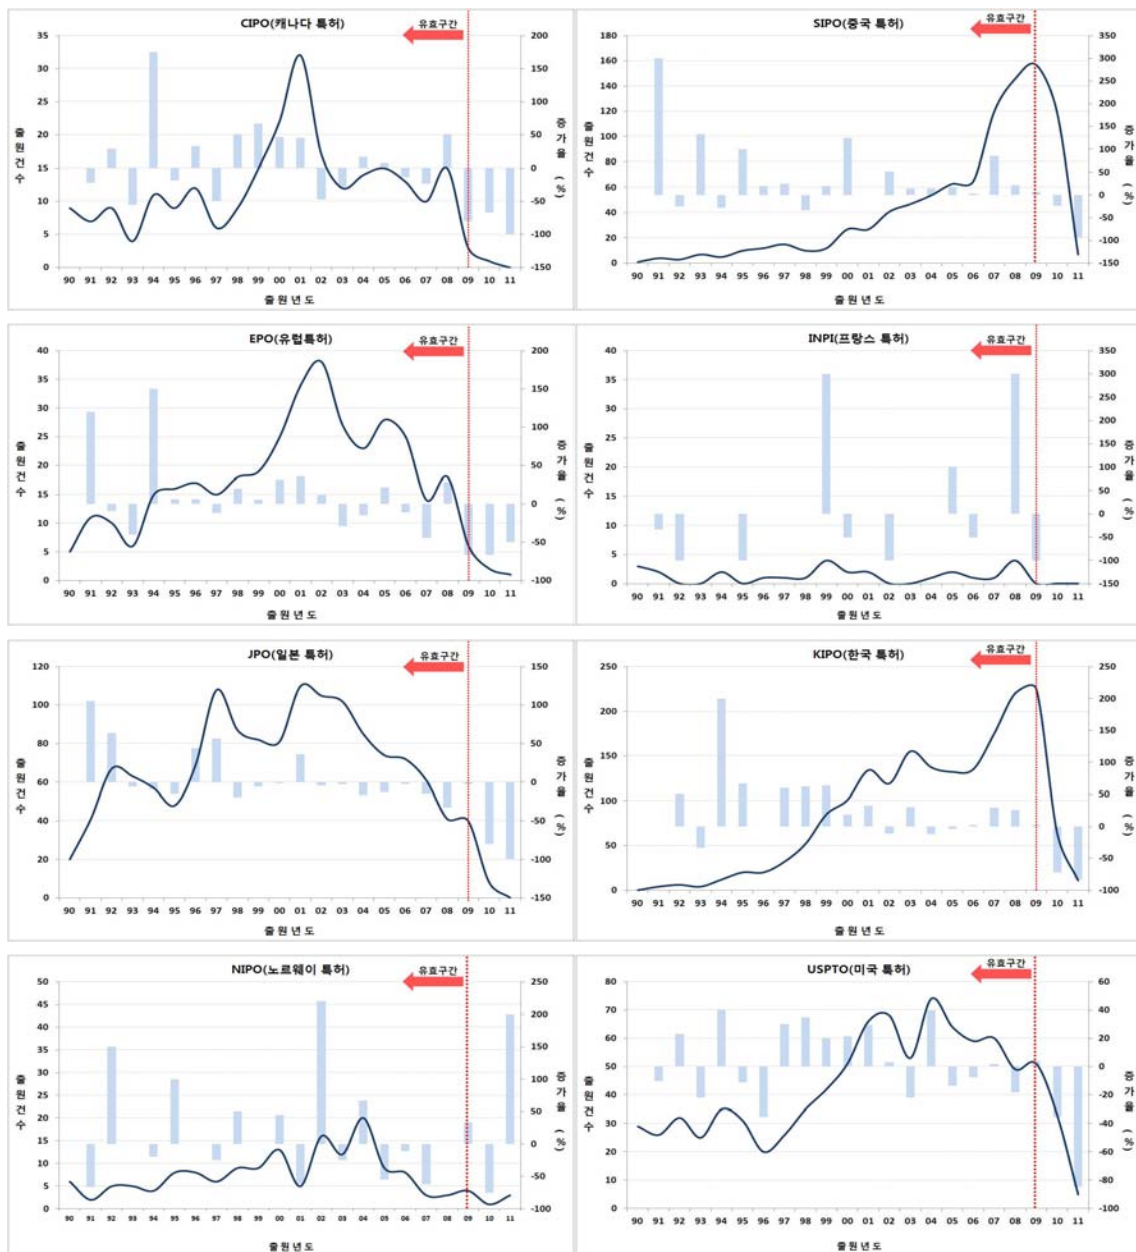 CIPO(캐나다 특허)
유효구간
출원건수
증가율 (%)
35
30
25
20
15
10
5
0
200
150
100
50
0
-50
-100
-150
90 91 92 93 94 95 96 97 98 99 00 01 02 03 04 05 06 07 08 09 10 11
출원년도
SIPO(중국 특허)
유효구간
출원건수
증가율 (%)
180
160
140
120
100
80
60
40
20
0
350
300
250
200
150
100
50
0
-50
-100
-150
90 91 92 93 94 95 96 97 98 99 00 01 02 03 04 05 06 07 08 09 10 11
출원년도
EPO(유럽특허)
유효구간
출원건수
증가율 (%)
40
35
30
25
20
15
10
5
0
200
150
100
50
0
-50
-100
90 91 92 93 94 95 96 97 98 99 00 01 02 03 04 05 06 07 08 09 10 11
출원년도
INPI(프랑스 특허)
유효구간
출원건수
증가율 (%)
40
35
30
25
20
15
10
5
0
350
300
250
200
150
100
50
0
-50
-100
-150
90 91 92 93 94 95 96 97 98 99 00 01 02 03 04 05 06 07 08 09 10 11
출원년도
JPO(일본 특허)
유효구간
출원건수
증가율 (%)
120
100
80
60
40
20
0
150
100
50
0
-50
-100
-150
90 91 92 93 94 95 96 97 98 99 00 01 02 03 04 05 06 07 08 09 10 11
출원년도
KIPO(한국 특허)
유효구간
출원건수
증가율 (%)
250
200
150
100
50
0
250
200
150
100
50
0
-50
-100
90 91 92 93 94 95 96 97 98 99 00 01 02 03 04 05 06 07 08 09 10 11
출원년도
NIPO(노르웨이 특허)
유효구간
출원건수
증가율 (%)
50
45
40
35
30
25
20
15
10
5
0
250
200
150
100
50
0
-50
-100
90 91 92 93 94 95 96 97 98 99 00 01 02 03 04 05 06 07 08 09 10 11
출원년도
USPTO(미국 특허)
유효구간
출원건수
증가율 (%)
80
70
60
50
40
30
20
10
0
60
40
20
0
-20
-40
-60
-80
-100
90 91 92 93 94 95 96 97 98 99 00 01 02 03 04 05 06 07 08 09 10 11
출원년도